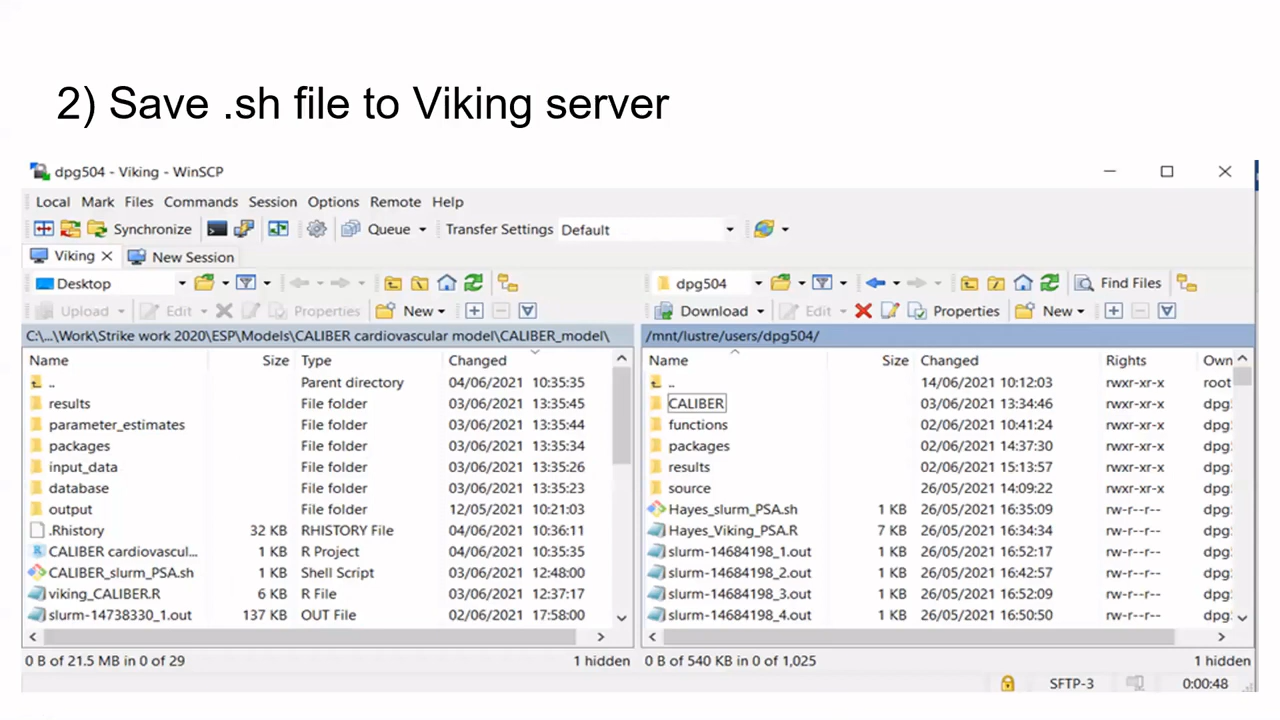 2) Save .sh file to Viking server
dpg504 - Viking - WinSCP
Local Mark Files Commands Session Options Remote Help
Synchronize Queue Transfer Settings Default
Viking New Session
Desktop
Upload Edit Properties New
C:\...\Work\Strike work 2020\ESP\Models\CALIBER cardiovascular model\CALIBER_model\
Name Size Type Changed
.. Parent directory 04/06/2021 10:35:35
results File folder 03/06/2021 13:35:45
parameter_estimates File folder 03/06/2021 13:35:44
packages File folder 03/06/2021 13:35:34
input_data File folder 03/06/2021 13:35:26
database File folder 03/06/2021 13:35:23
output File folder 12/05/2021 10:21:03
.Rhistory 32 KB RHISTORY File 04/06/2021 10:36:11
CALIBER cardiovascul... 1 KB R Project 04/06/2021 10:35:35
CALIBER_slurm_PSA.sh 1 KB Shell Script 03/06/2021 12:48:00
viking_CALIBER.R 6 KB R File 03/06/2021 12:37:17
slurm-14738330_1.out 137 KB OUT File 02/06/2021 17:58:00
0 B of 21.5 MB in 0 of 29 1 hidden
dpg504 Find Files
Download Edit Properties New
/mnt/lustre/users/dpg504/
Name Size Changed Rights Own
.. 14/06/2021 10:12:03 rwxr-xr-x root
CALIBER 03/06/2021 13:34:46 rwxr-xr-x dpg
functions 02/06/2021 10:41:24 rwxr-xr-x dpg
packages 02/06/2021 14:37:30 rwxr-xr-x dpg
results 02/06/2021 15:13:57 rwxr-xr-x dpg
source 26/05/2021 14:09:22 rwxr-xr-x dpg
Hayes_slurm_PSA.sh 1 KB 26/05/2021 16:35:09 rw-r--r-- dpg
Hayes_Viking_PSA.R 7 KB 26/05/2021 16:34:34 rw-r--r-- dpg
slurm-14684198_1.out 1 KB 26/05/2021 16:52:17 rw-r--r-- dpg
slurm-14684198_2.out 1 KB 26/05/2021 16:42:57 rw-r--r-- dpg
slurm-14684198_3.out 1 KB 26/05/2021 16:52:09 rw-r--r-- dpg
slurm-14684198_4.out 1 KB 26/05/2021 16:50:50 rw-r--r-- dpg
0 B of 540 KB in 0 of 1,025 1 hidden
SFTP-3 0:00:48